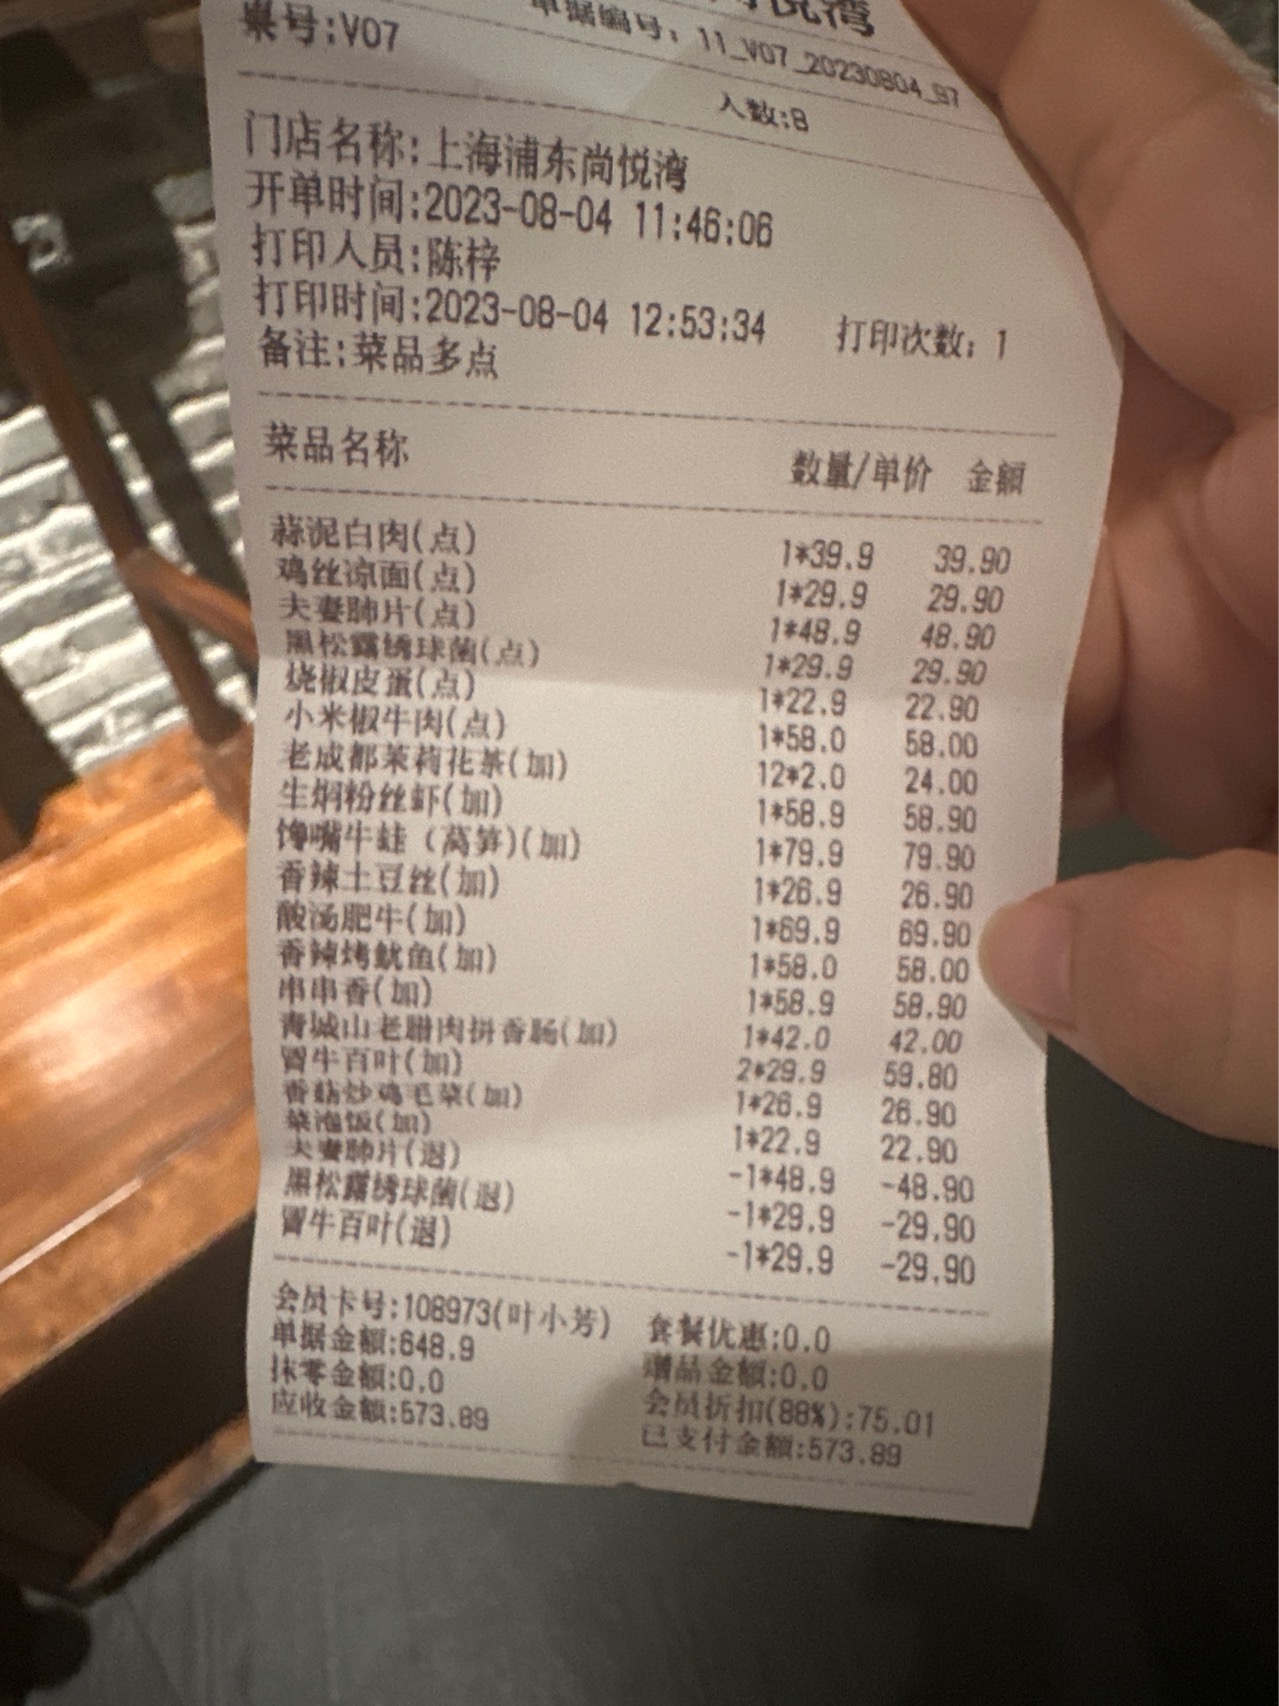 悦湾
桌号:V07
单据编号: 11_V07_20230804_97
人数:8
门店名称:上海浦东尚悦湾
开单时间:2023-08-04 11:46:06
打印人员:陈梓
打印时间:2023-08-04 12:53:34 打印次数: 1
备注:菜品多点
菜品名称 数量/单价 金额
蒜泥白肉(点) 1*39.9 39.90
鸡丝凉面(点) 1*29.9 29.90
夫妻肺片(点) 1*48.9 48.90
黑松露绣球菌(点) 1*29.9 29.90
烧椒皮蛋(点) 1*22.9 22.90
小米椒牛肉(点) 1*58.0 58.00
老成都茉莉花茶(加) 12*2.0 24.00
生焖粉丝虾(加) 1*58.9 58.90
馋嘴牛蛙 (莴笋)(加) 1*79.9 79.90
香辣土豆丝(加) 1*26.9 26.90
酸汤肥牛(加) 1*69.9 69.90
香辣烤鱿鱼(加) 1*58.0 58.00
串串香(加) 1*58.9 58.90
青城山老腊肉拼香肠(加) 1*42.0 42.00
冒牛百叶(加) 2*29.9 59.80
香菇炒鸡毛菜(加) 1*26.9 26.90
菜泡饭(加) 1*22.9 22.90
夫妻肺片(退) -1*48.9 -48.90
黑松露绣球菌(退) -1*29.9 -29.90
冒牛百叶(退) -1*29.9 -29.90
会员卡号:108973(叶小芳) 套餐优惠:0.0
单据金额:648.9 赠品金额:0.0
抹零金额:0.0 会员折扣(88%):75.01
应收金额:573.89 已支付金额:573.89